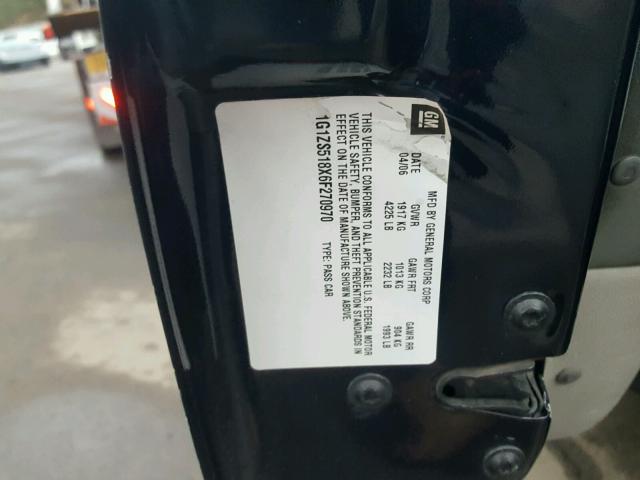 GM
MFD BY GENERAL MOTORS CORP
DATE GVWR GAWR FRT GAWR RR
04/06 1917 KG 1013 KG 904 KG
4225 LB 2232 LB 1993 LB
THIS VEHICLE CONFORMS TO ALL APPLICABLE U.S. FEDERAL MOTOR
VEHICLE SAFETY, BUMPER, AND THEFT PREVENTION STANDARDS IN
EFFECT ON THE DATE OF MANUFACTURE SHOWN ABOVE.
1G1ZS518X6F270970 TYPE: PASS CAR